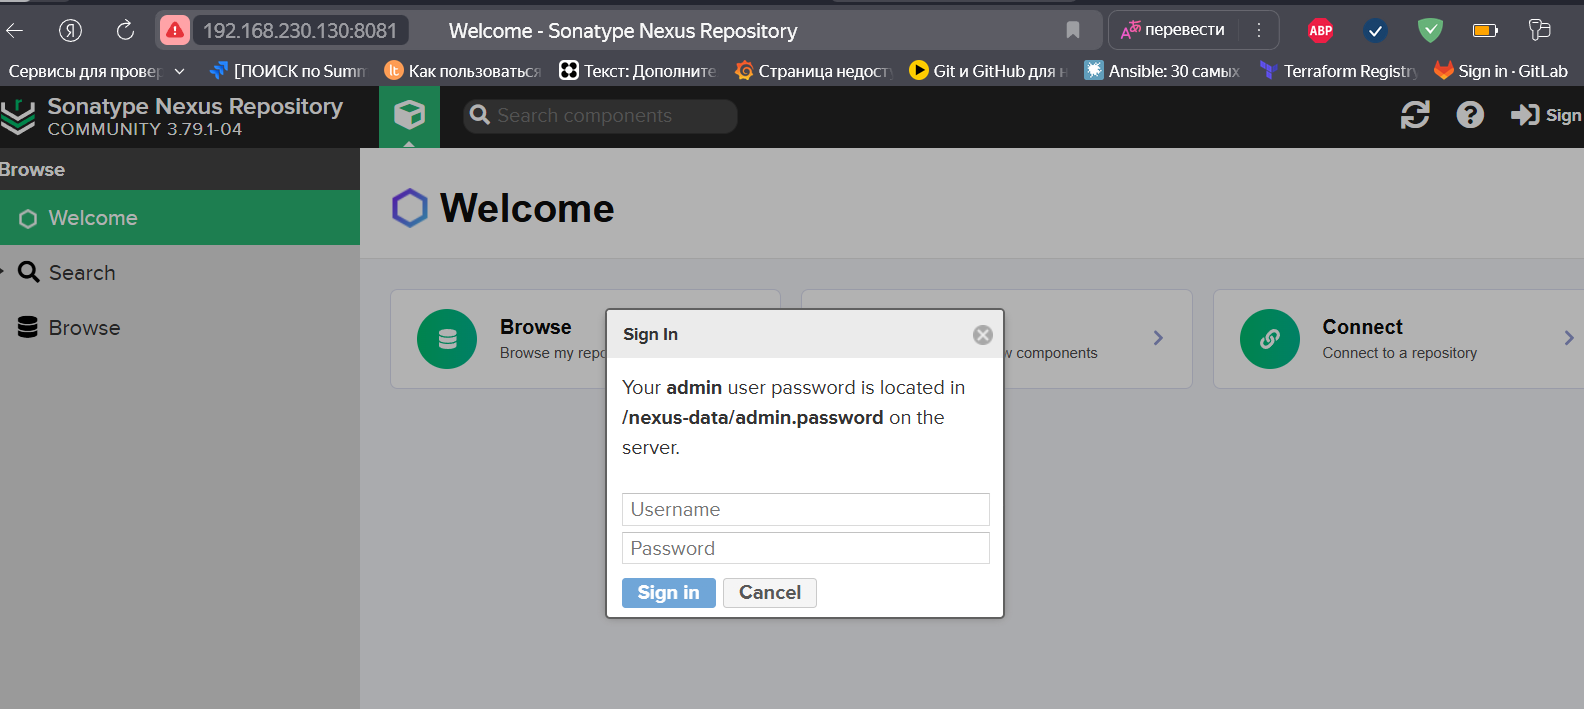 Я
192.168.230.130:8081
Welcome - Sonatype Nexus Repository
перевести
ABP
Сервисы для провер
[ПОИСК по Summ
lt
Как пользоваться
Текст: Дополните
Страница недост
Git и GitHub для н
Ansible: 30 самых
Terraform Registry
Sign in · GitLab
Sonatype Nexus Repository
COMMUNITY 3.79.1-04
Search components
Sign
Browse
Welcome
Search
Browse
Welcome
Browse
Browse my repo
w components
Connect
Connect to a repository
Sign In
Your admin user password is located in
/nexus-data/admin.password on the
server.
Username
Password
Sign in
Cancel